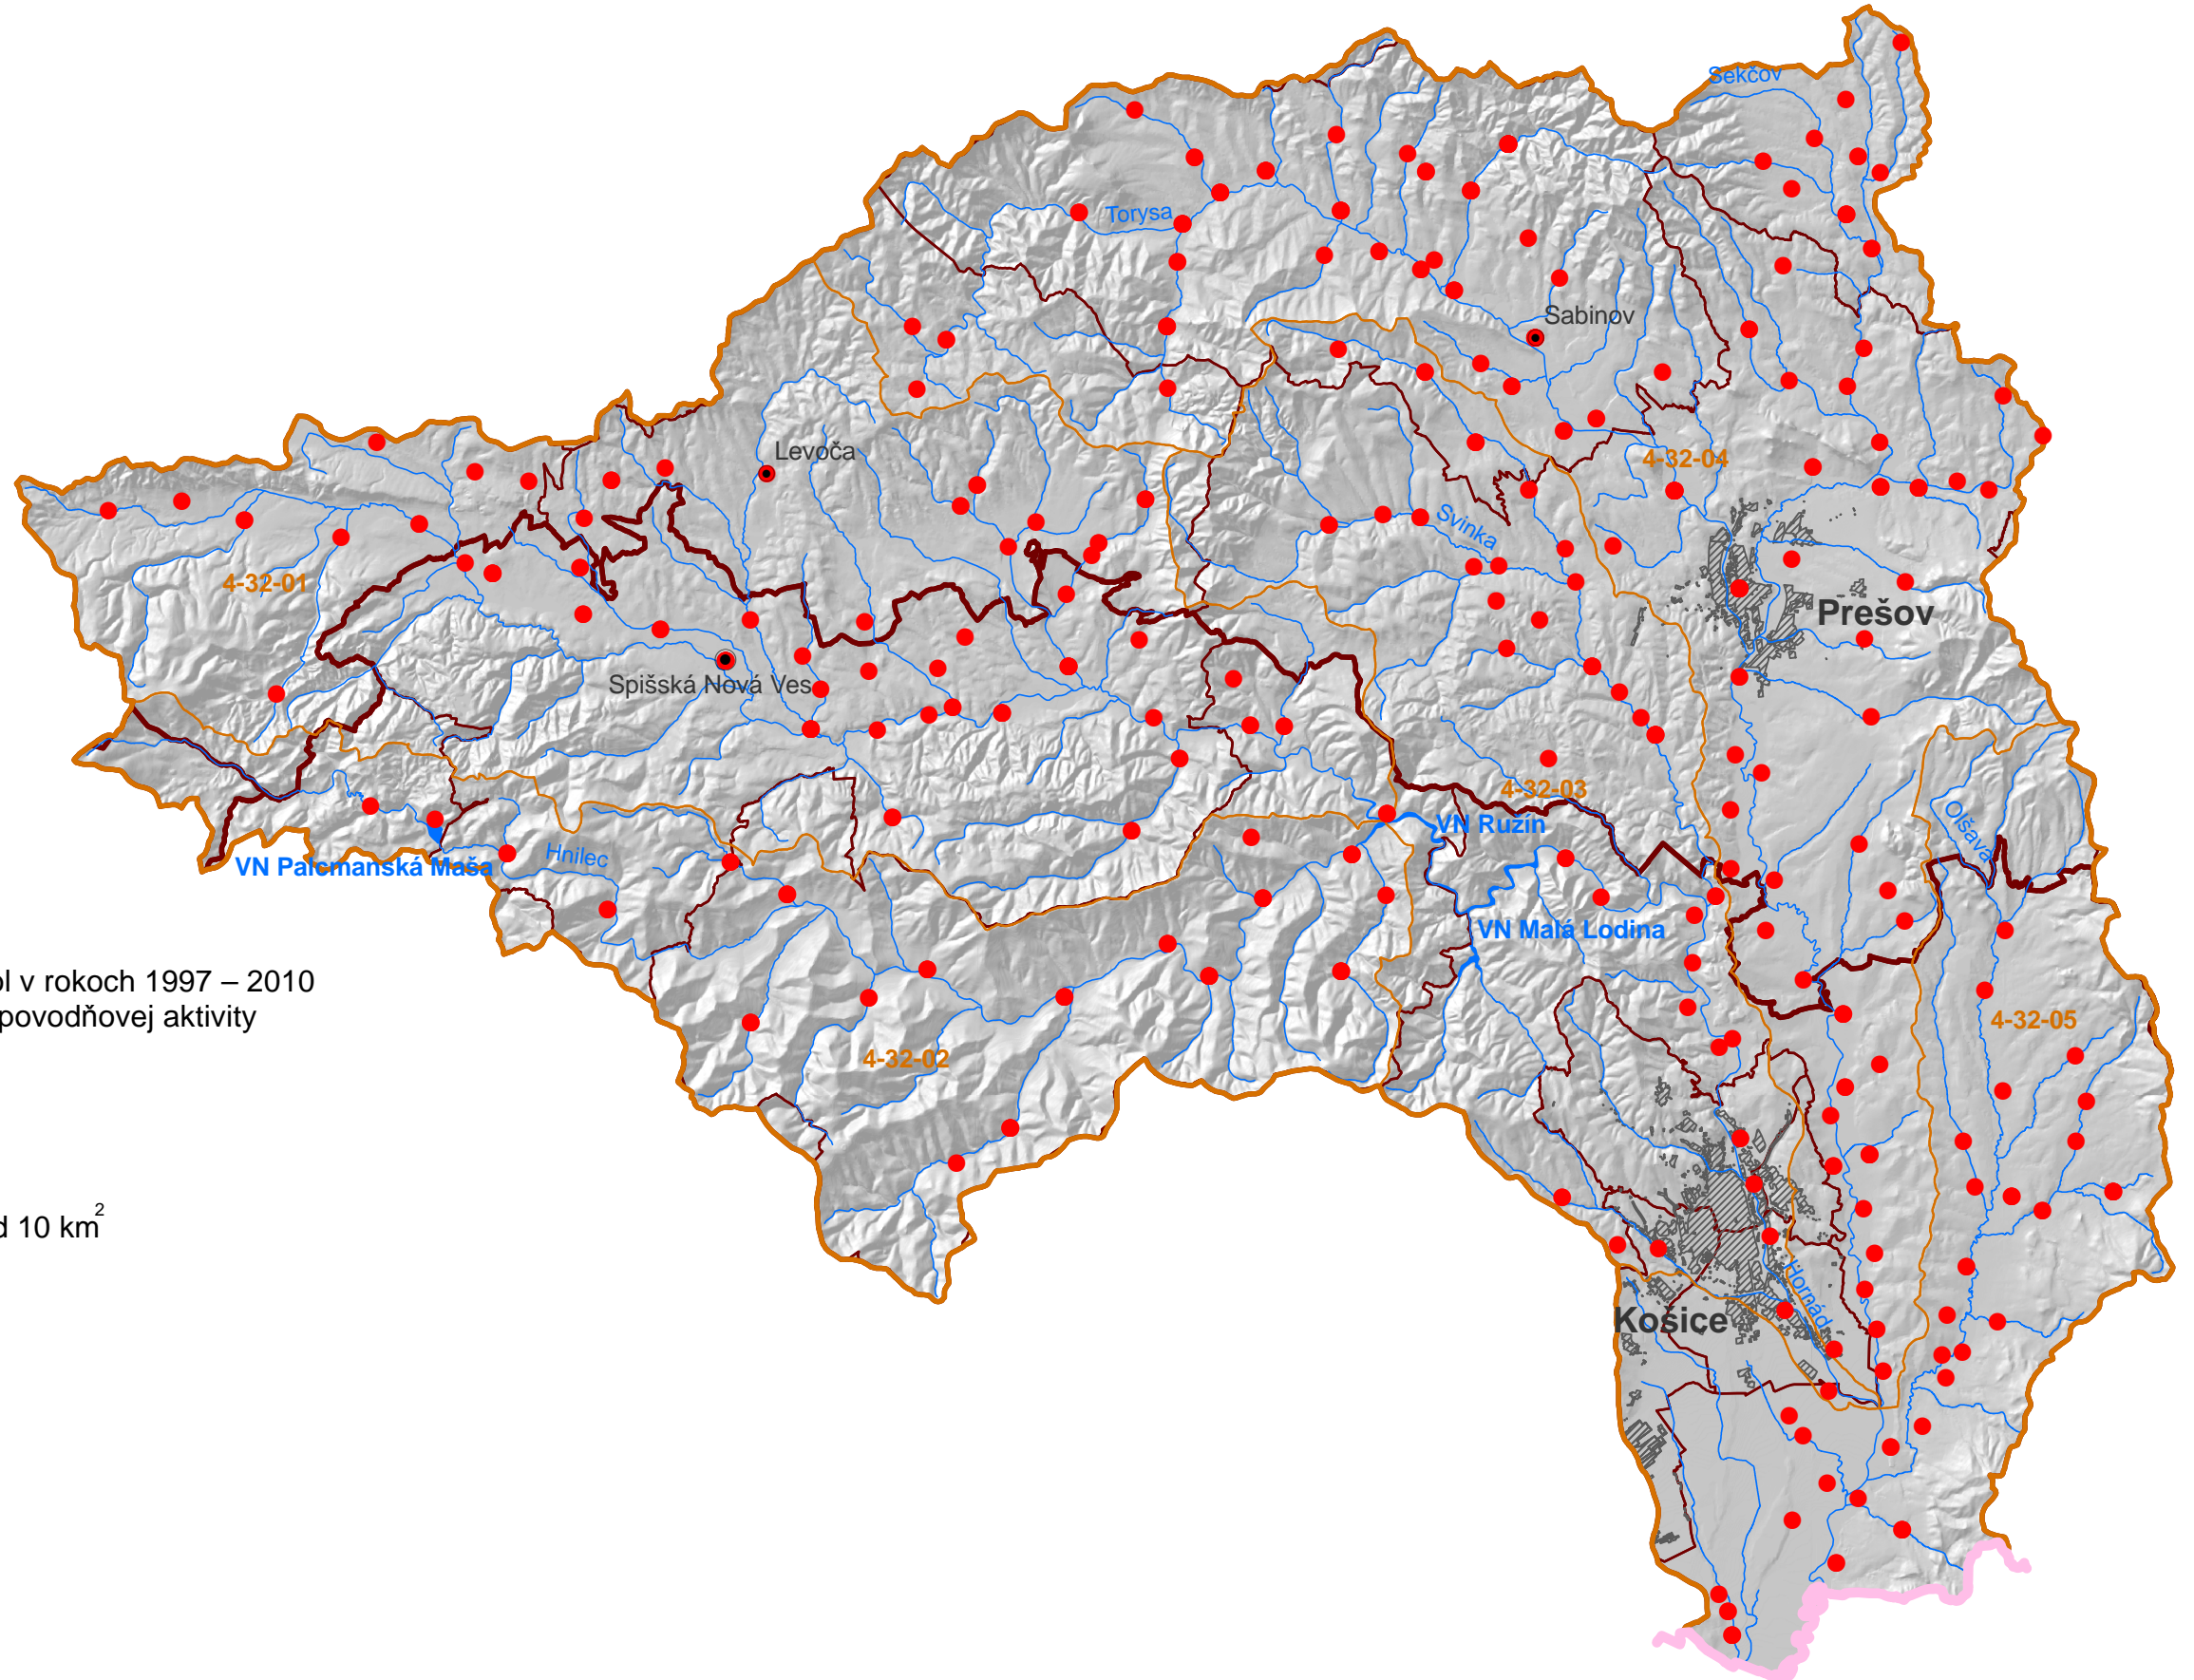 Sekčov
Torysa
Sabinov
Levoča
4-32-04
Svinka
4-32-01
Prešov
Spišská Nová Ves
4-32-03
Olšava
VN Ružín
Hnilec
VN Palcmanská Maša
VN Malá Lodina
v rokoch 1997 – 2010
povodňovej aktivity
4-32-05
4-32-02
10 km2
Hornád
Košice